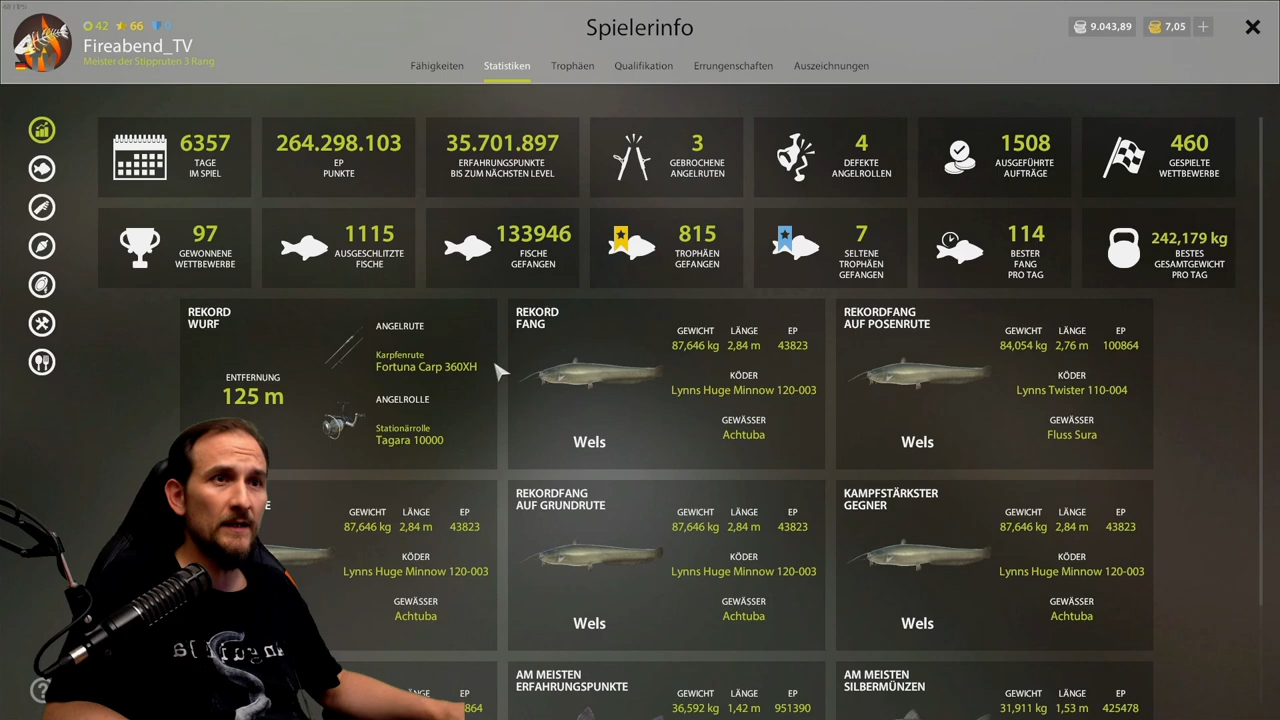 42 66
Fireabend_TV
Meister der Stippruten 3 Rang
Spielerinfo
9.043,89 7,05
Fähigkeiten Statistiken Trophäen Qualifikation Errungenschaften Auszeichnungen
6357
TAGE
IM SPIEL
264.298.103
EP
PUNKTE
35.701.897
ERFAHRUNGSPUNKTE
BIS ZUM NÄCHSTEN LEVEL
3
GEBROCHENE
ANGELRUTEN
4
DEFEKTE
ANGELROLLEN
1508
AUSGEFÜHRTE
AUFTRÄGE
460
GESPIELTE
WETTBEWERBE
97
GEWONNENE
WETTBEWERBE
1115
AUSGESCHLITZTE
FISCHE
133946
FISCHE
GEFANGEN
815
TROPHÄEN
GEFANGEN
7
SELTENE
TROPHÄEN
GEFANGEN
114
BESTER
FANG
PRO TAG
242,179 kg
BESTES
GESAMTGEWICHT
PRO TAG
REKORD
WURF
ENTFERNUNG
125 m
ANGELRUTE
Karpfenrute
Fortuna Carp 360XH
ANGELROLLE
Stationärrolle
Tagara 10000
REKORD
FANG
GEWICHT LÄNGE EP
87,646 kg 2,84 m 43823
KÖDER
Lynns Huge Minnow 120-003
GEWÄSSER
Achtuba
Wels
REKORDFANG
AUF POSENRUTE
GEWICHT LÄNGE EP
84,054 kg 2,76 m 100864
KÖDER
Lynns Twister 110-004
GEWÄSSER
Fluss Sura
Wels
E
GEWICHT LÄNGE EP
87,646 kg 2,84 m 43823
KÖDER
Lynns Huge Minnow 120-003
GEWÄSSER
Achtuba
REKORDFANG
AUF GRUNDRUTE
GEWICHT LÄNGE EP
87,646 kg 2,84 m 43823
KÖDER
Lynns Huge Minnow 120-003
GEWÄSSER
Achtuba
Wels
KAMPFSTÄRKSTER
GEGNER
GEWICHT LÄNGE EP
87,646 kg 2,84 m 43823
KÖDER
Lynns Huge Minnow 120-003
GEWÄSSER
Achtuba
Wels
LÄNGE EP
864
AM MEISTEN
ERFAHRUNGSPUNKTE
GEWICHT LÄNGE EP
36,592 kg 1,42 m 951390
AM MEISTEN
SILBERMÜNZEN
GEWICHT LÄNGE EP
31,911 kg 1,53 m 425478